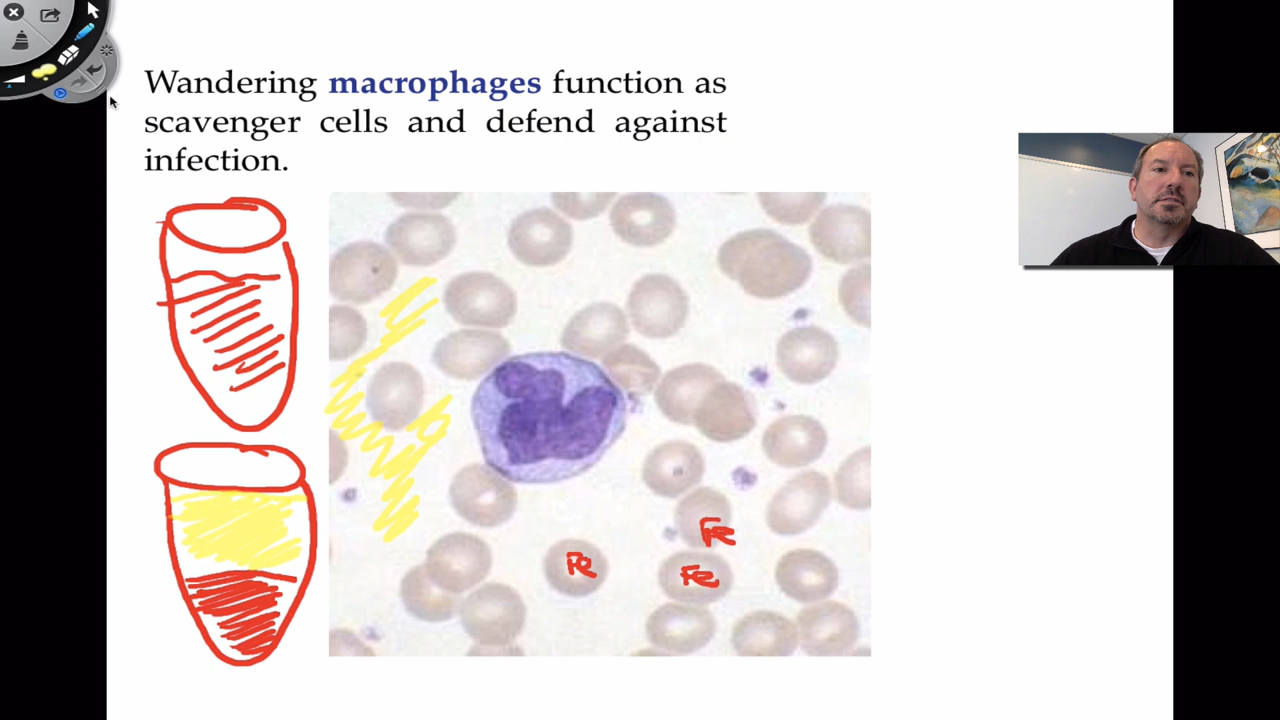 Wandering macrophages function as
scavenger cells and defend against
infection.
Fe
Fe
Fe